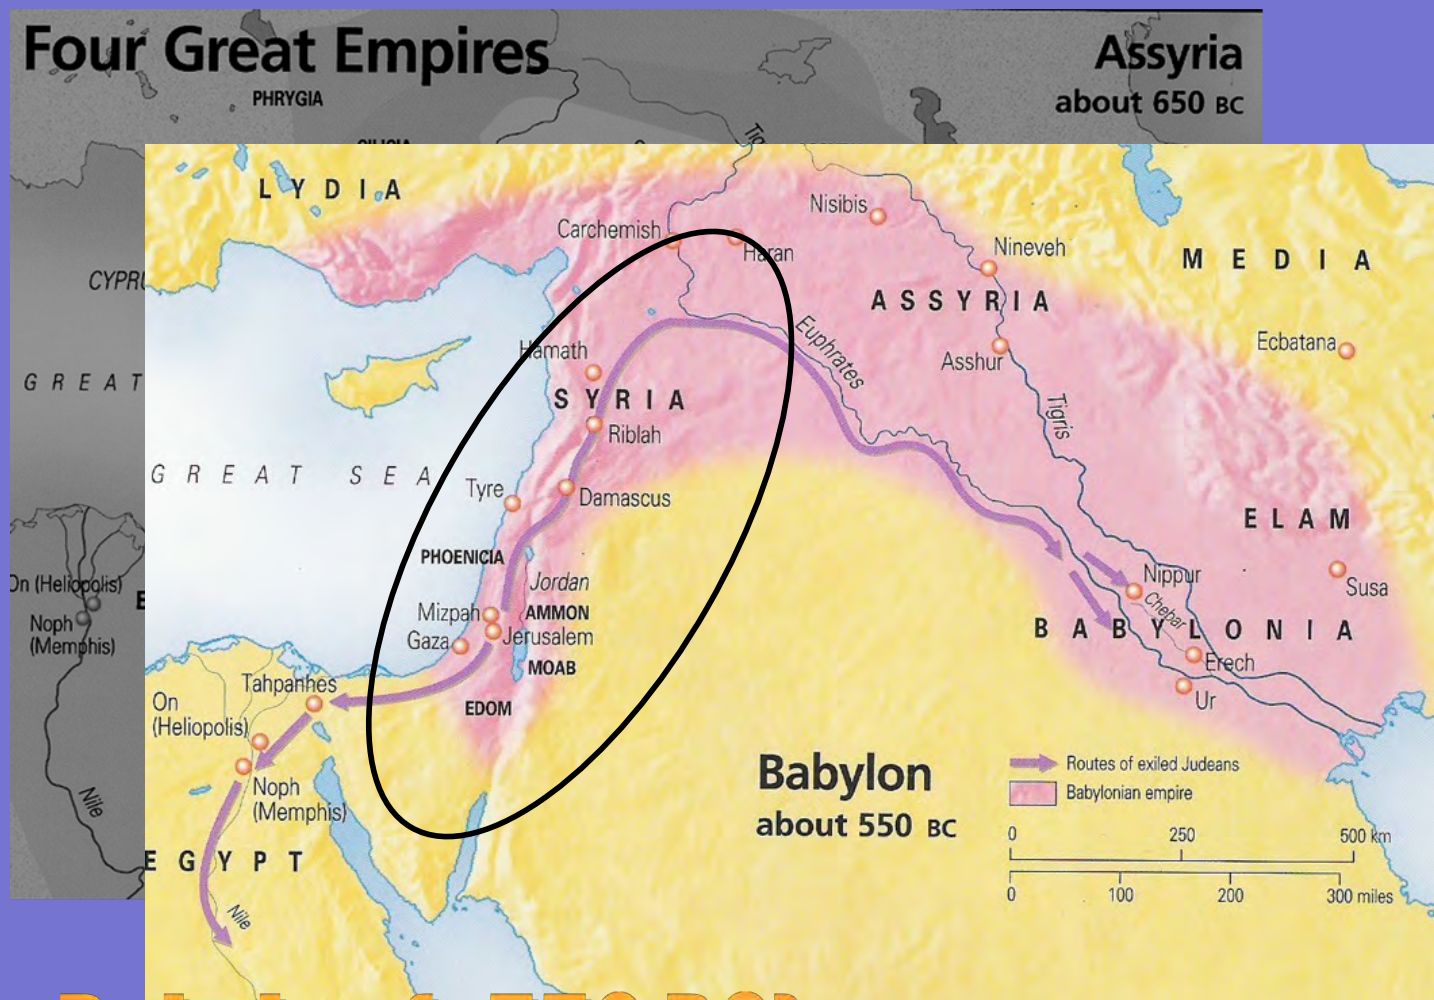 Four Great Empires
Assyria
about 650 BC
PHRYGIA
CYPRU
GREAT
On (Heliopolis)
Noph
(Memphis)
Nile
LYDIA
Carchemish
Haran
Nisibis
Nineveh
MEDIA
ASSYRIA
Ecbatana
Asshur
Euphrates
Tigris
Hamath
SYRIA
Riblah
GREAT SEA
Tyre
Damascus
ELAM
PHOENICIA
Jordan
Nippur
Susa
Chebar
Mizpah
AMMON
Jerusalem
BABYLONIA
Gaza
MOAB
Erech
Tahpanhes
Ur
On
(Heliopolis)
EDOM
Noph
(Memphis)
EGYPT
Nile
Babylon
about 550 BC
Routes of exiled Judeans
Babylonian empire
0 250 500 km
0 100 200 300 miles